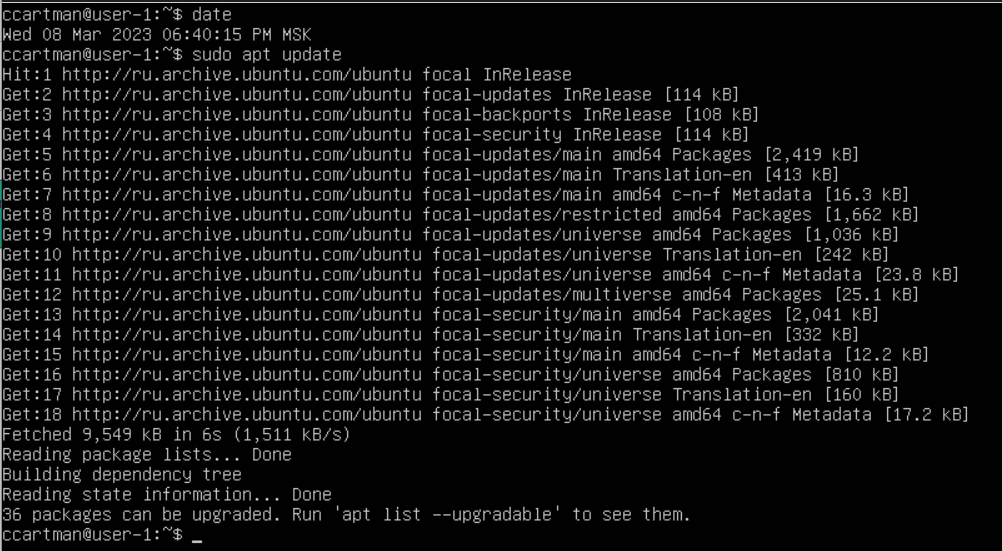 ccartman@user-1:~$ date
Wed 08 Mar 2023 06:40:15 PM MSK
ccartman@user-1:~$ sudo apt update
Hit:1 http://ru.archive.ubuntu.com/ubuntu focal InRelease
Get:2 http://ru.archive.ubuntu.com/ubuntu focal-updates InRelease [114 kB]
Get:3 http://ru.archive.ubuntu.com/ubuntu focal-backports InRelease [108 kB]
Get:4 http://ru.archive.ubuntu.com/ubuntu focal-security InRelease [114 kB]
Get:5 http://ru.archive.ubuntu.com/ubuntu focal-updates/main amd64 Packages [2,419 kB]
Get:6 http://ru.archive.ubuntu.com/ubuntu focal-updates/main Translation-en [413 kB]
Get:7 http://ru.archive.ubuntu.com/ubuntu focal-updates/main amd64 c-n-f Metadata [16.3 kB]
Get:8 http://ru.archive.ubuntu.com/ubuntu focal-updates/restricted amd64 Packages [1,662 kB]
Get:9 http://ru.archive.ubuntu.com/ubuntu focal-updates/universe amd64 Packages [1,036 kB]
Get:10 http://ru.archive.ubuntu.com/ubuntu focal-updates/universe Translation-en [242 kB]
Get:11 http://ru.archive.ubuntu.com/ubuntu focal-updates/universe amd64 c-n-f Metadata [23.8 kB]
Get:12 http://ru.archive.ubuntu.com/ubuntu focal-updates/multiverse amd64 Packages [25.1 kB]
Get:13 http://ru.archive.ubuntu.com/ubuntu focal-security/main amd64 Packages [2,041 kB]
Get:14 http://ru.archive.ubuntu.com/ubuntu focal-security/main Translation-en [332 kB]
Get:15 http://ru.archive.ubuntu.com/ubuntu focal-security/main amd64 c-n-f Metadata [12.2 kB]
Get:16 http://ru.archive.ubuntu.com/ubuntu focal-security/universe amd64 Packages [810 kB]
Get:17 http://ru.archive.ubuntu.com/ubuntu focal-security/universe Translation-en [160 kB]
Get:18 http://ru.archive.ubuntu.com/ubuntu focal-security/universe amd64 c-n-f Metadata [17.2 kB]
Fetched 9,549 kB in 6s (1,511 kB/s)
Reading package lists... Done
Building dependency tree
Reading state information... Done
36 packages can be upgraded. Run 'apt list --upgradable' to see them.
ccartman@user-1:~$ _